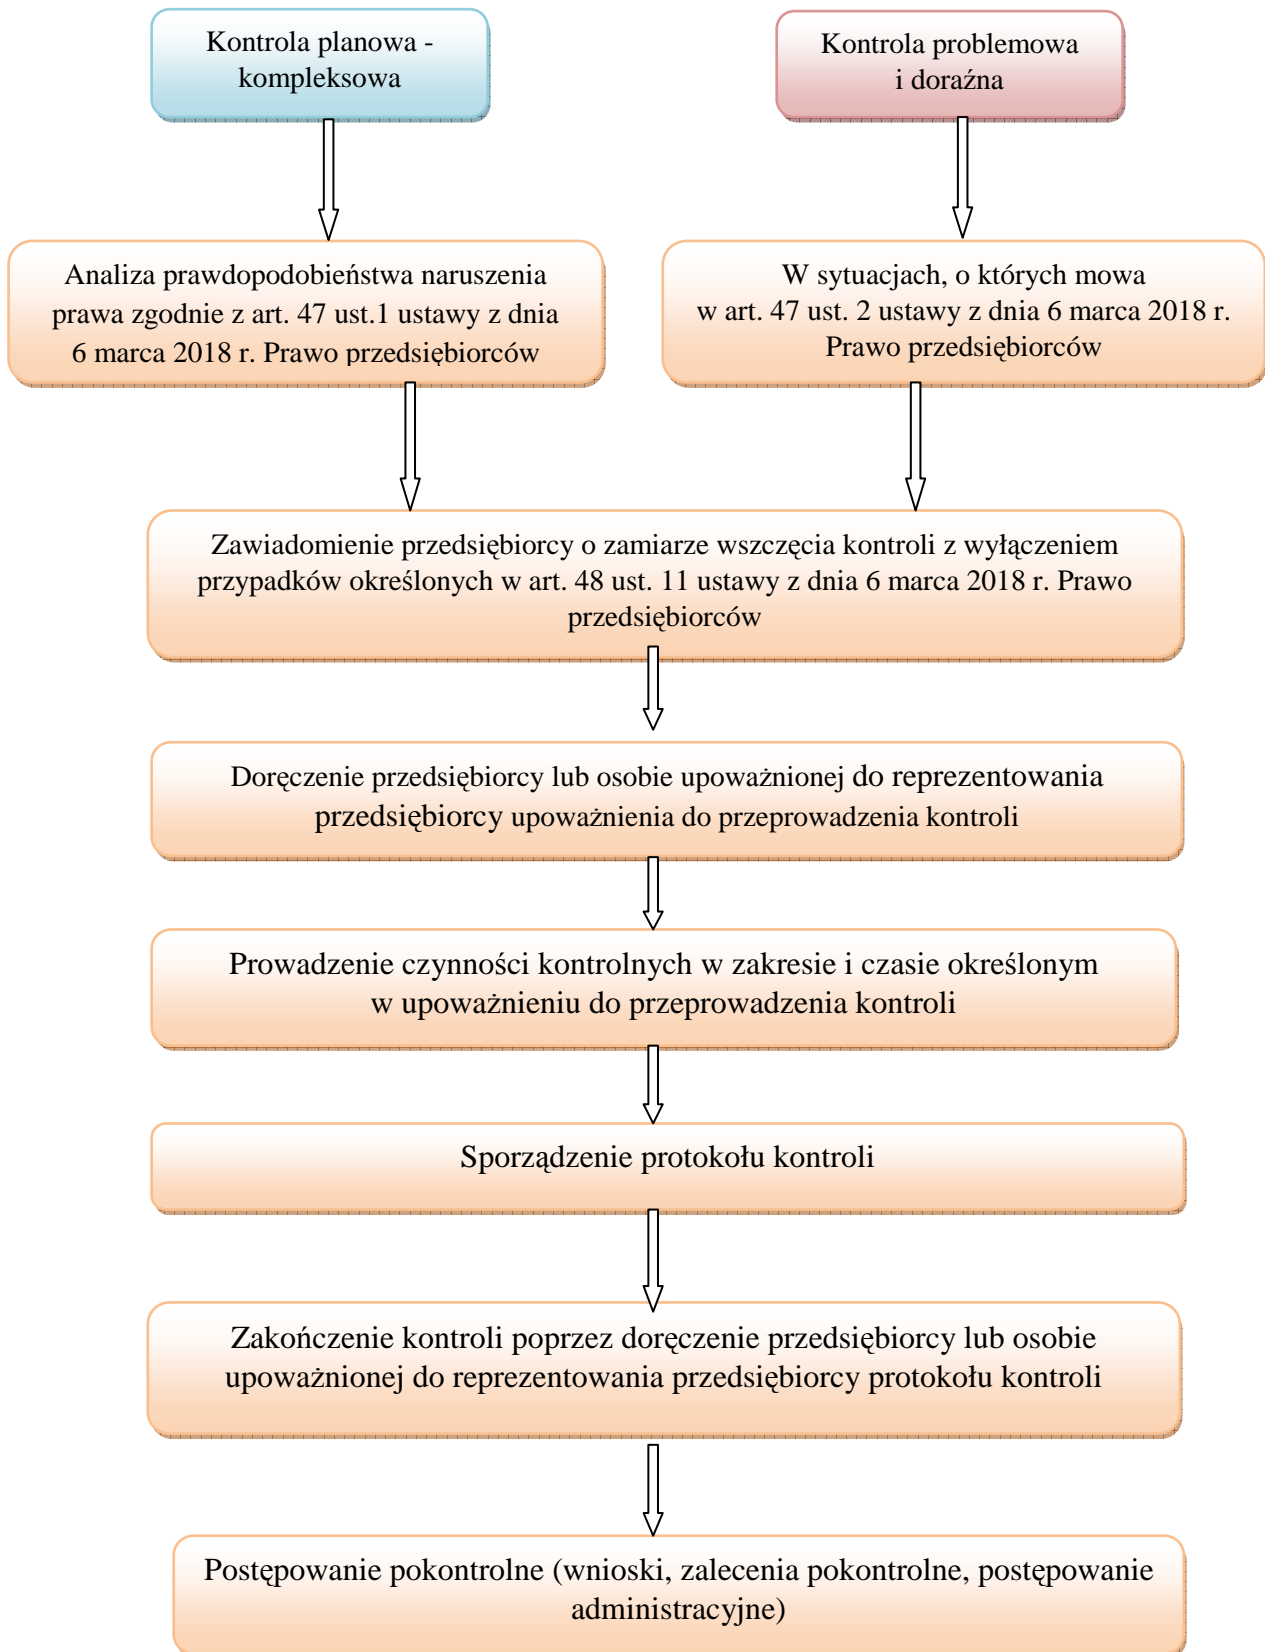 Kontrola planowa -
kompleksowa
Kontrola problemowa
i doraźna
Analiza prawdopodobieństwa naruszenia
prawa zgodnie z art. 47 ust.1 ustawy z dnia
6 marca 2018 r. Prawo przedsiębiorców
W sytuacjach, o których mowa
w art. 47 ust. 2 ustawy z dnia 6 marca 2018 r.
Prawo przedsiębiorców
Zawiadomienie przedsiębiorcy o zamiarze wszczęcia kontroli z wyłączeniem
przypadków określonych w art. 48 ust. 11 ustawy z dnia 6 marca 2018 r. Prawo
przedsiębiorców
Doręczenie przedsiębiorcy lub osobie upoważnionej do reprezentowania
przedsiębiorcy upoważnienia do przeprowadzenia kontroli
Prowadzenie czynności kontrolnych w zakresie i czasie określonym
w upoważnieniu do przeprowadzenia kontroli
Sporządzenie protokołu kontroli
Zakończenie kontroli poprzez doręczenie przedsiębiorcy lub osobie
upoważnionej do reprezentowania przedsiębiorcy protokołu kontroli
Postępowanie pokontrolne (wnioski, zalecenia pokontrolne, postępowanie
administracyjne)